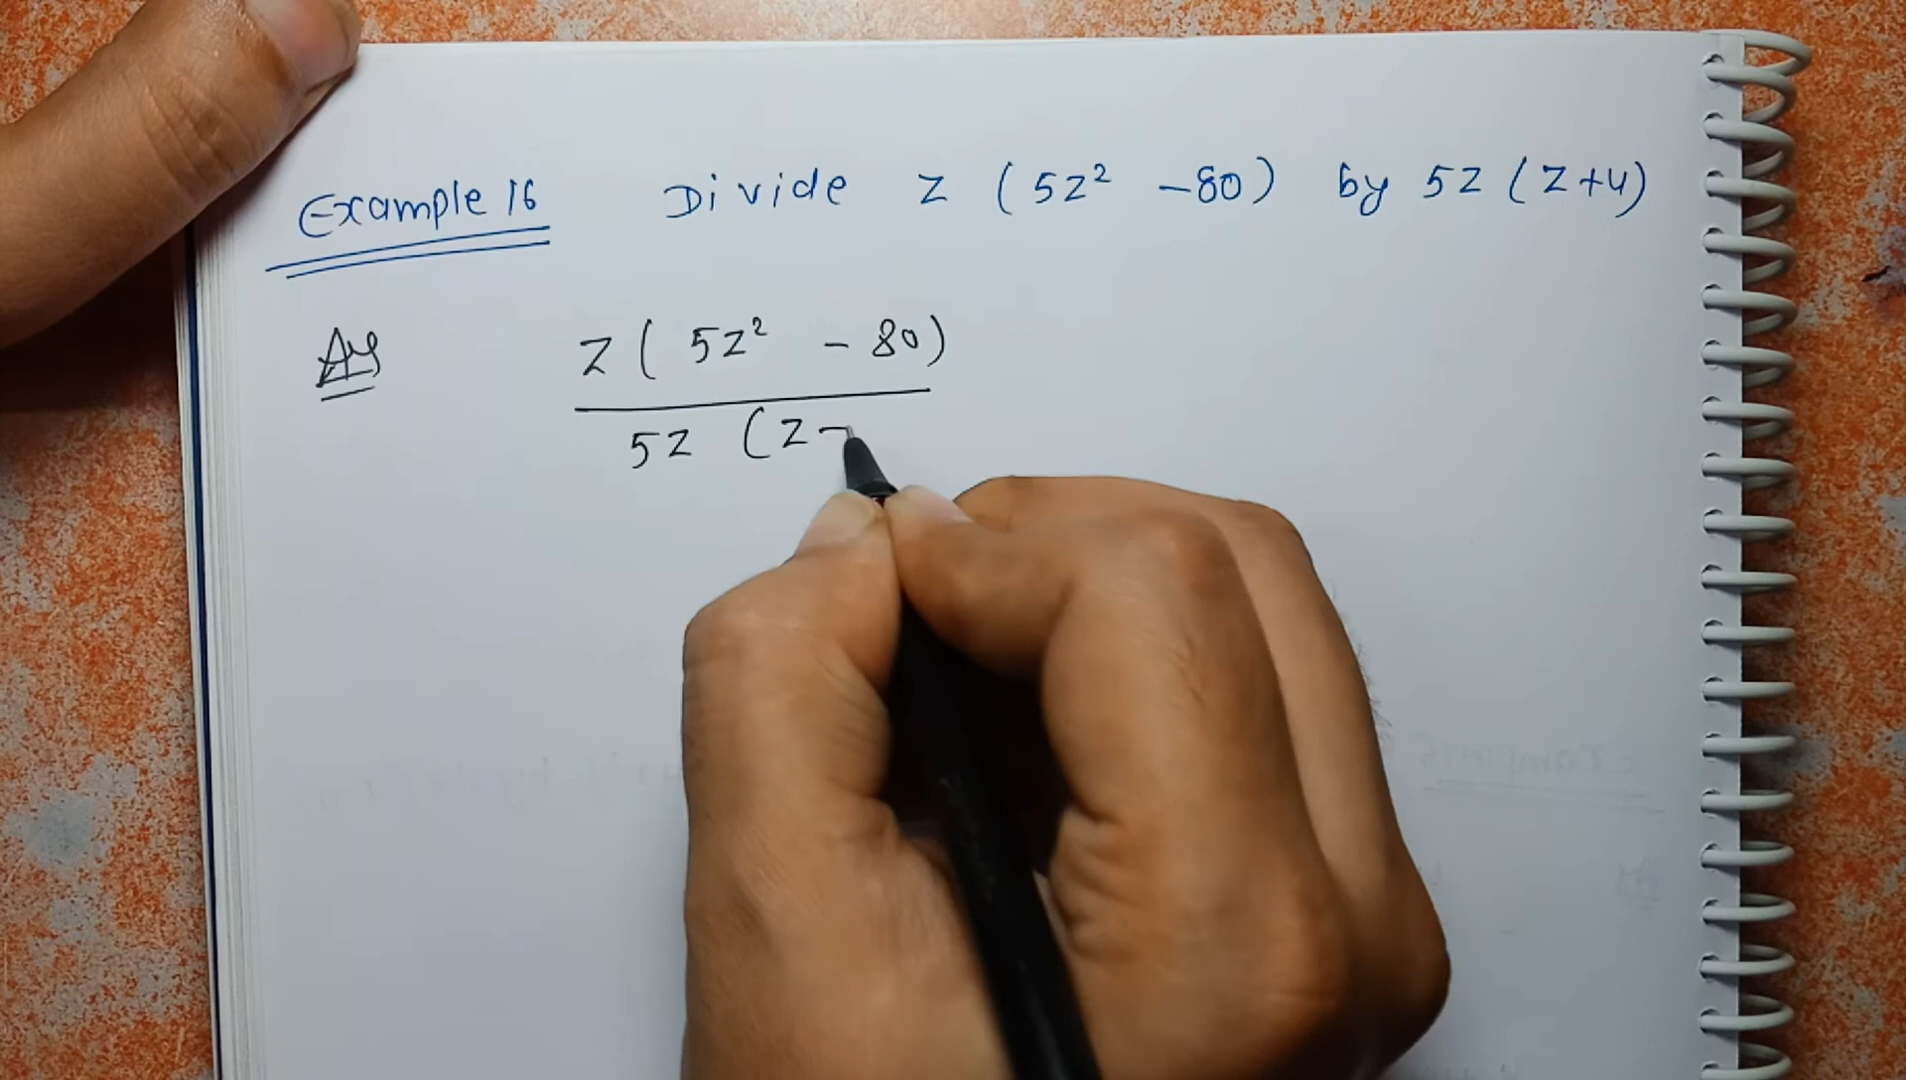 Example 16 Divide z (5z² -80) by 5z (z+4)
Ans
z (5z² - 80)
5z (z -